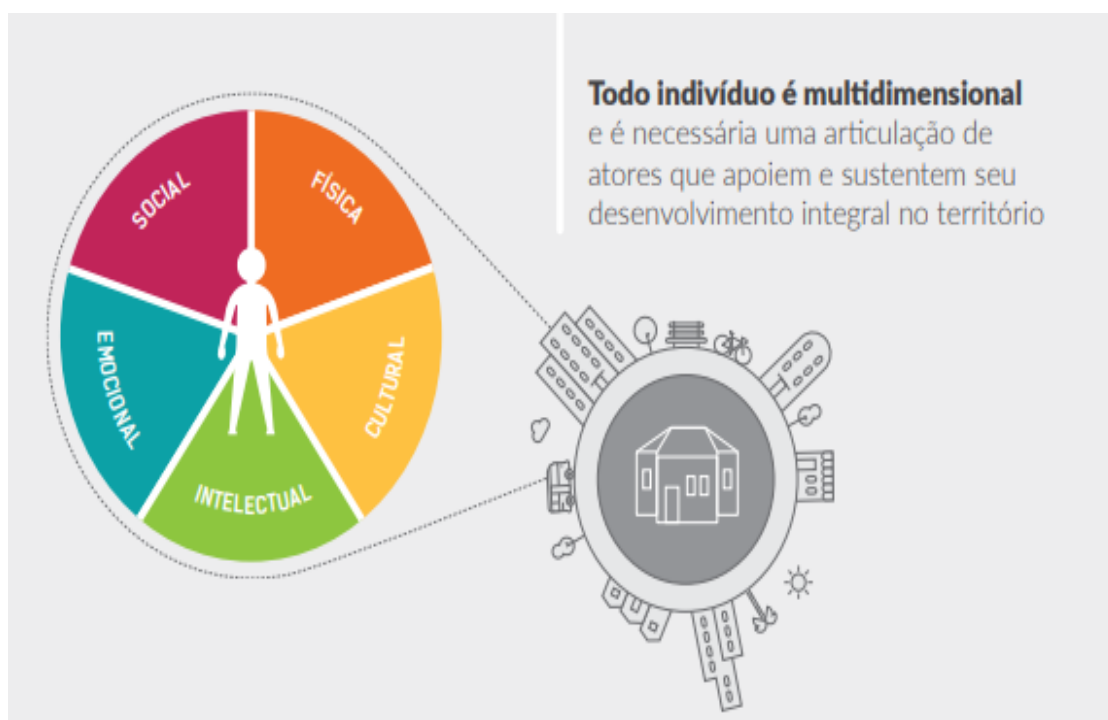 Todo indivíduo é multidimensional
e é necessária uma articulação de
atores que apoiem e sustentem seu
desenvolvimento integral no território
SOCIAL
FÍSICA
EMOCIONAL
CULTURAL
INTELECTUAL